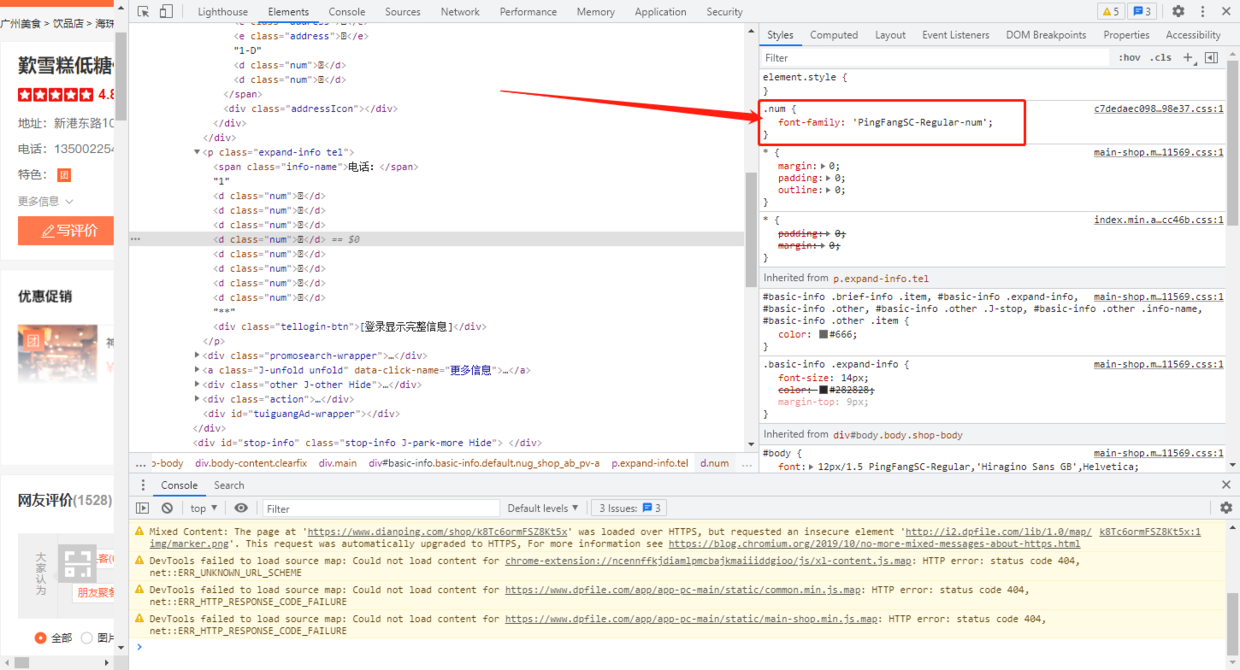 广州美食 > 饮品店 > 海珠
歎雪糕低糖
4.8
地址: 新港东路10
电话: 13500225
特色: 团
更多信息
写评价
优惠促销
团
网友评价(1528)
大家认为
客(
朋友聚餐
全部
图片
Lighthouse Elements Console Sources Network Performance Memory Application Security
5 3
<e class="address"></e>
"1-D"
<d class="num"></d>
<d class="num"></d>
</span>
<div class="addressIcon"></div>
</div>
</div>
<p class="expand-info tel">
<span class="info-name">电话: </span>
"1"
<d class="num"></d>
<d class="num"></d>
<d class="num"></d>
<d class="num"></d> == $0
<d class="num"></d>
<d class="num"></d>
<d class="num"></d>
<d class="num"></d>
"**"
<div class="tellogin-btn">[登录显示完整信息]</div>
</p>
<div class="promosearch-wrapper">…</div>
<a class="J-unfold unfold" data-click-name="更多信息">…</a>
<div class="other J-other Hide">…</div>
<div class="action">…</div>
<div id="tuiguangAd-wrapper"></div>
</div>
<div id="stop-info" class="stop-info J-park-more Hide"> </div>
... o-body div.body-content.clearfix div.main div#basic-info.basic-info.default.nug_shop_ab_pv-a p.expand-info.tel d.num ...
Styles Computed Layout Event Listeners DOM Breakpoints Properties Accessibility
Filter :hov .cls +
element.style {
}
.num { c7dedaec098…98e37.css:1
font-family: 'PingFangSC-Regular-num';
}
* { main-shop.m…11569.css:1
margin: 0;
padding: 0;
outline: 0;
}
* { index.min.a…cc46b.css:1
padding: 0;
margin: 0;
}
Inherited from p.expand-info.tel
#basic-info .brief-info .item, #basic-info .expand-info, main-shop.m…11569.css:1
#basic-info .other, #basic-info .other .J-stop, #basic-info .other .info-name,
#basic-info .other .item {
color: #666;
}
.basic-info .expand-info { main-shop.m…11569.css:1
font-size: 14px;
color: #282828;
margin-top: 9px;
}
Inherited from div#body.body.shop-body
#body { main-shop.m…11569.css:1
font: 12px/1.5 PingFangSC-Regular,'Hiragino Sans GB',Helvetica;
Console Search
top Filter Default levels 3 Issues: 3
Mixed Content: The page at 'https://www.dianping.com/shop/k8Tc6ormFSZ8Kt5x' was loaded over HTTPS, but requested an insecure element 'http://i2.dpfile.com/lib/1.0/map/ k8Tc6ormFSZ8Kt5x:1
img/marker.png'. This request was automatically upgraded to HTTPS, For more information see https://blog.chromium.org/2019/10/no-more-mixed-messages-about-https.html
DevTools failed to load source map: Could not load content for chrome-extension://ncennffkjdiamlpmcbajkmaiiiddgioo/js/xl-content.js.map: HTTP error: status code 404,
net::ERR_UNKNOWN_URL_SCHEME
DevTools failed to load source map: Could not load content for https://www.dpfile.com/app/app-pc-main/static/common.min.js.map: HTTP error: status code 404,
net::ERR_HTTP_RESPONSE_CODE_FAILURE
DevTools failed to load source map: Could not load content for https://www.dpfile.com/app/app-pc-main/static/main-shop.min.js.map: HTTP error: status code 404,
net::ERR_HTTP_RESPONSE_CODE_FAILURE